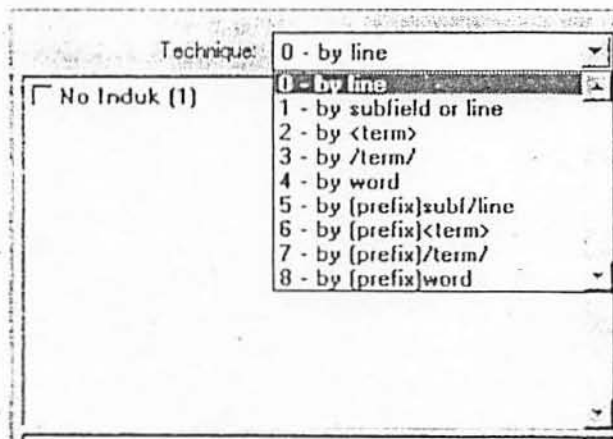 Technique: 0 - by line
No Induk (1)
0 - by line
1 - by subfield or line
2 - by <term>
3 - by /term/
4 - by word
5 - by (prefix)subf/line
6 - by (prefix)<term>
7 - by (prefix)/term/
8 - by (prefix)word